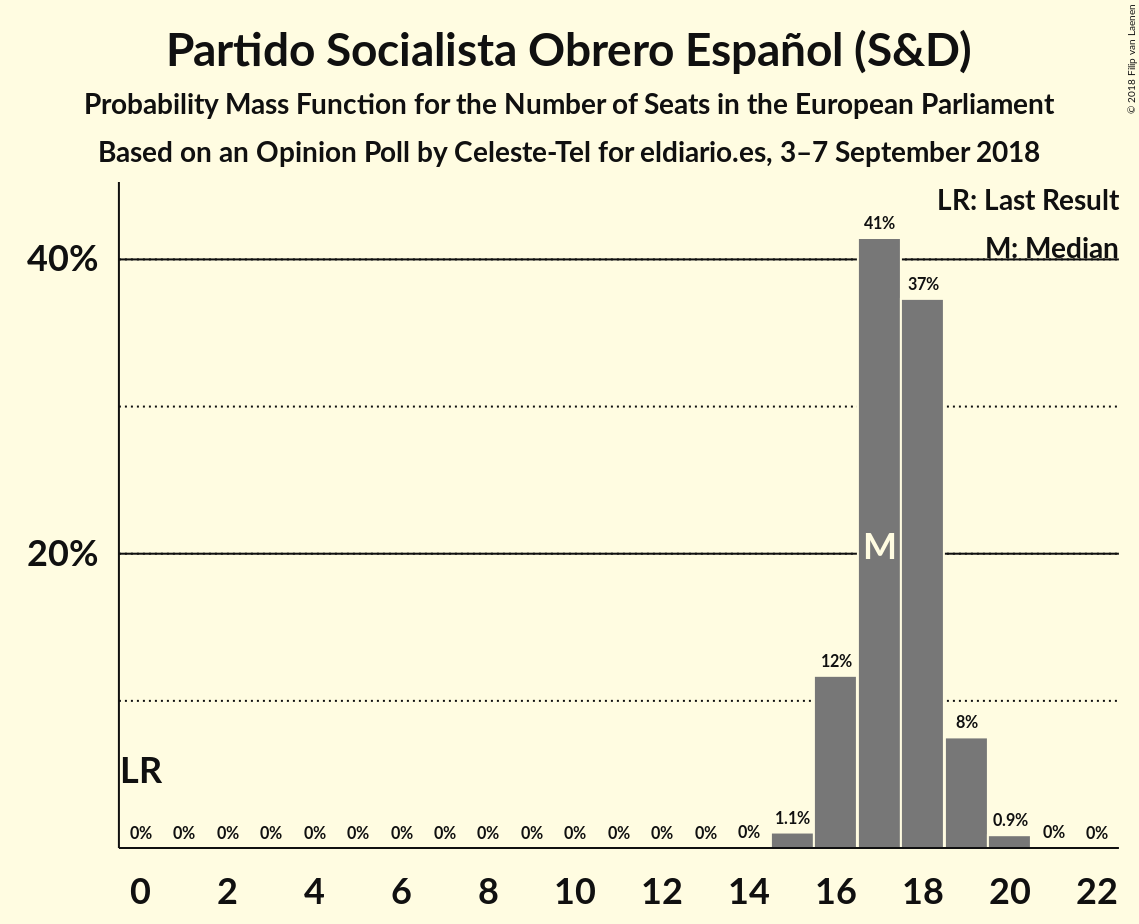 Partido Socialista Obrero Español (S&D)
Probability Mass Function for the Number of Seats in the European Parliament
Based on an Opinion Poll by Celeste-Tel for eldiario.es, 3–7 September 2018
© 2018 Filip van Laenen
LR: Last Result
M: Median
40%
20%
41%
37%
M
12%
8%
LR
0% 0% 0% 0% 0% 0% 0% 0% 0% 0% 0% 0% 0% 0% 0% 1.1% 0.9% 0% 0%
0 2 4 6 8 10 12 14 16 18 20 22